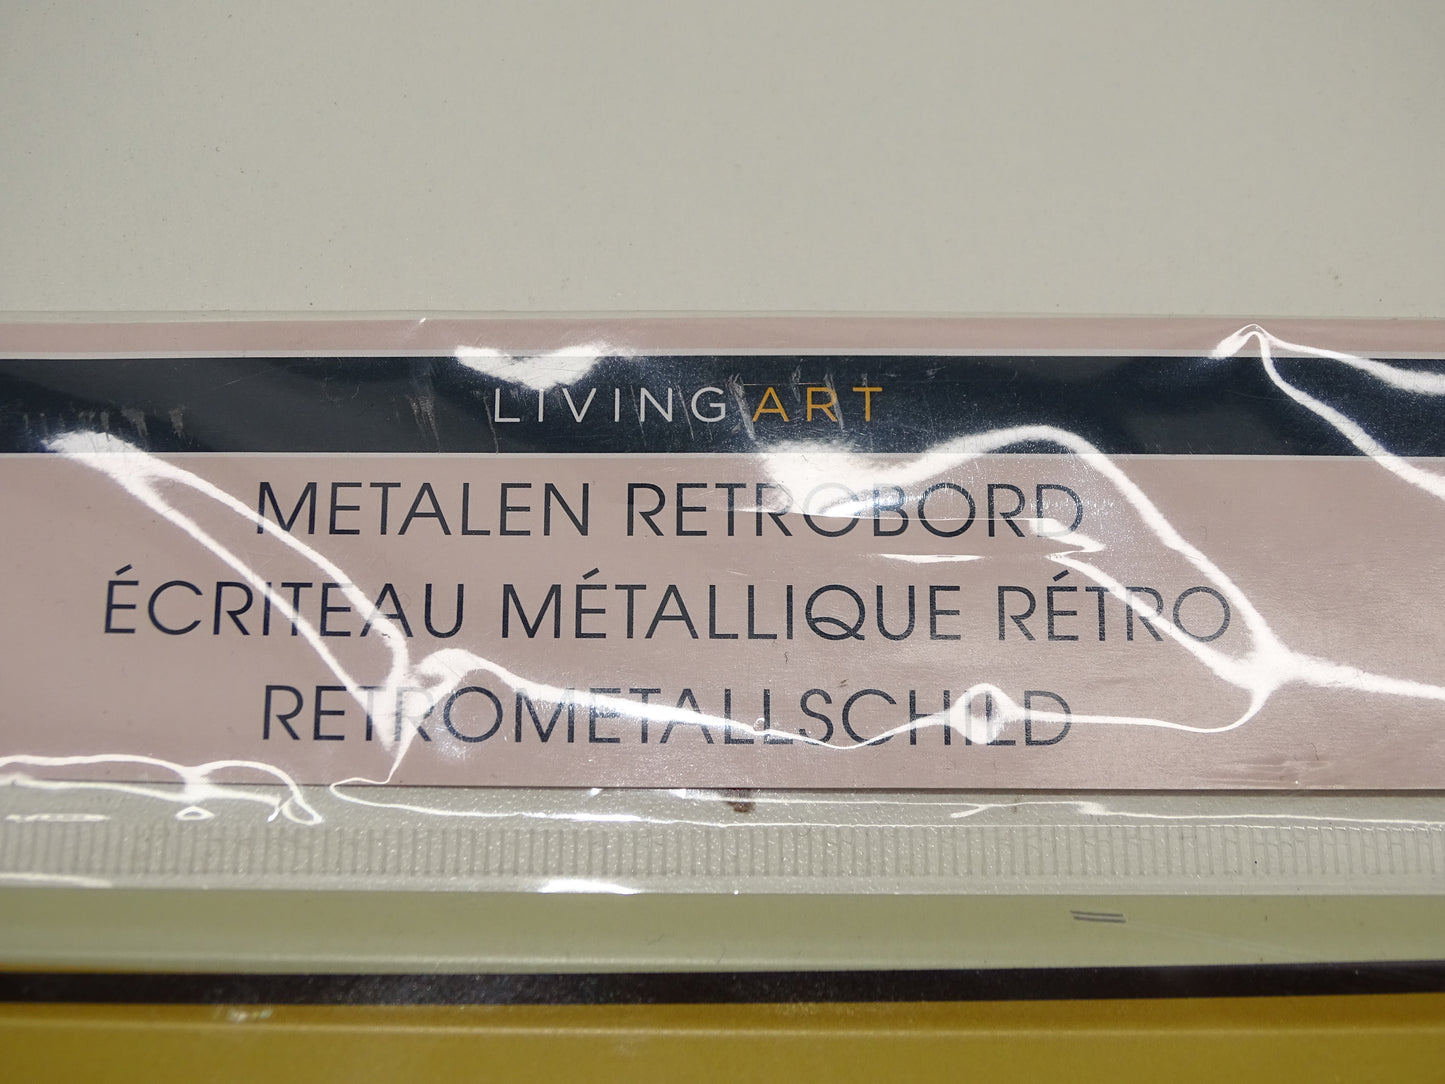 LIVING ART
METALEN RETROBORD
ÉCRITEAU MÉTALLIQUE RÉTRO
RETROMETALLSCHILD